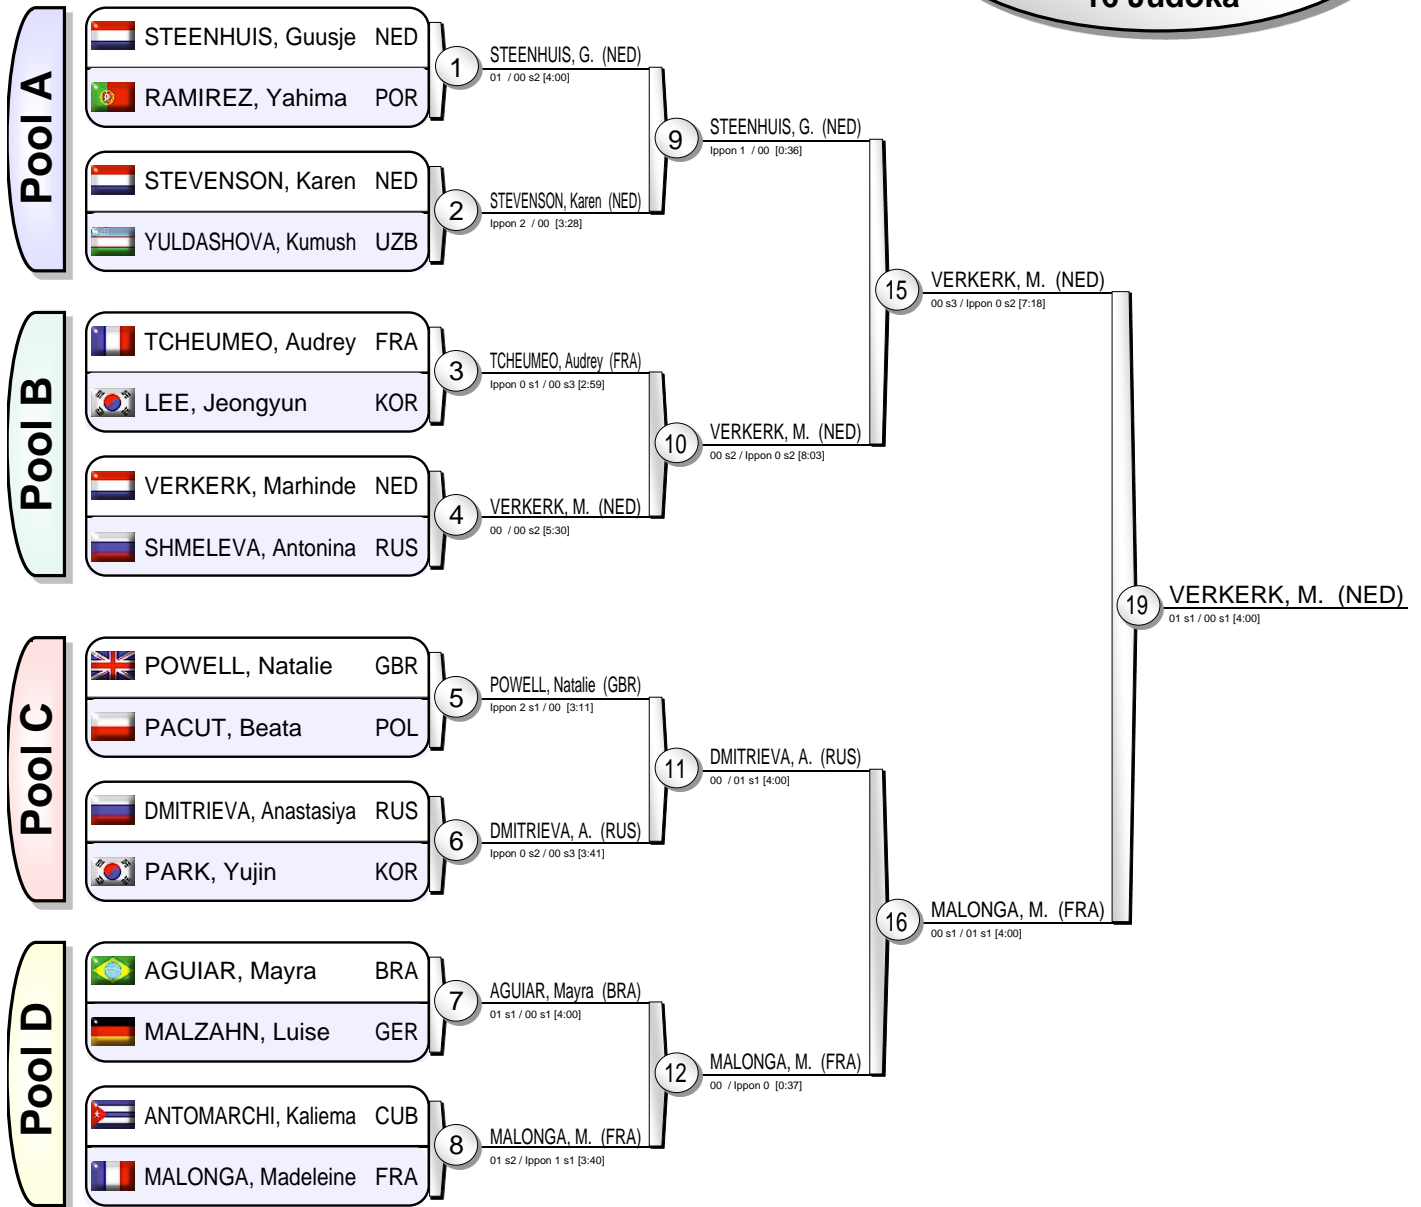 16 Judoka
Pool A
STEENHUIS, Guusje NED
RAMIREZ, Yahima POR
1
STEENHUIS, G. (NED)
01 / 00 s2 [4:00]
STEVENSON, Karen NED
YULDASHOVA, Kumush UZB
2
STEVENSON, Karen (NED)
Ippon 2 / 00 [3:28]
9
STEENHUIS, G. (NED)
Ippon 1 / 00 [0:36]
Pool B
TCHEUMEO, Audrey FRA
LEE, Jeongyun KOR
3
TCHEUMEO, Audrey (FRA)
Ippon 0 s1 / 00 s3 [2:59]
VERKERK, Marhinde NED
SHMELEVA, Antonina RUS
4
VERKERK, M. (NED)
00 / 00 s2 [5:30]
10
VERKERK, M. (NED)
00 s2 / Ippon 0 s2 [8:03]
15
VERKERK, M. (NED)
00 s3 / Ippon 0 s2 [7:18]
Pool C
POWELL, Natalie GBR
PACUT, Beata POL
5
POWELL, Natalie (GBR)
Ippon 2 s1 / 00 [3:11]
DMITRIEVA, Anastasiya RUS
PARK, Yujin KOR
6
DMITRIEVA, A. (RUS)
Ippon 0 s2 / 00 s3 [3:41]
11
DMITRIEVA, A. (RUS)
00 / 01 s1 [4:00]
Pool D
AGUIAR, Mayra BRA
MALZAHN, Luise GER
7
AGUIAR, Mayra (BRA)
01 s1 / 00 s1 [4:00]
ANTOMARCHI, Kaliema CUB
MALONGA, Madeleine FRA
8
MALONGA, M. (FRA)
01 s2 / Ippon 1 s1 [3:40]
12
MALONGA, M. (FRA)
00 / Ippon 0 [0:37]
16
MALONGA, M. (FRA)
00 s1 / 01 s1 [4:00]
19
VERKERK, M. (NED)
01 s1 / 00 s1 [4:00]